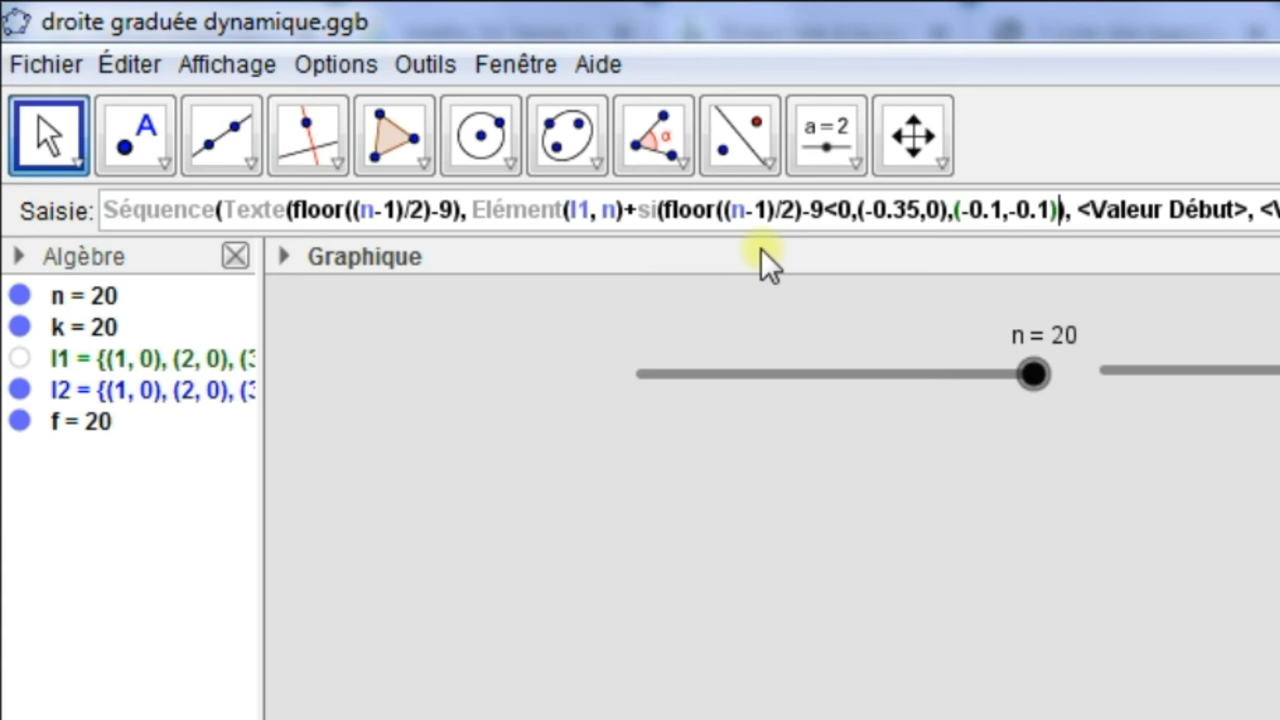 droite graduée dynamique.ggb
Fichier Éditer Affichage Options Outils Fenêtre Aide
A
α
a=2
Saisie: Séquence(Texte(floor((n-1)/2)-9), Elément(l1, n)+si(floor((n-1)/2)-9<0,(-0.35,0),(-0.1,-0.1)), <Valeur Début>, <V
Algèbre
Graphique
n = 20
k = 20
l1 = {(1, 0), (2, 0), (3
l2 = {(1, 0), (2, 0), (3
f = 20
n = 20